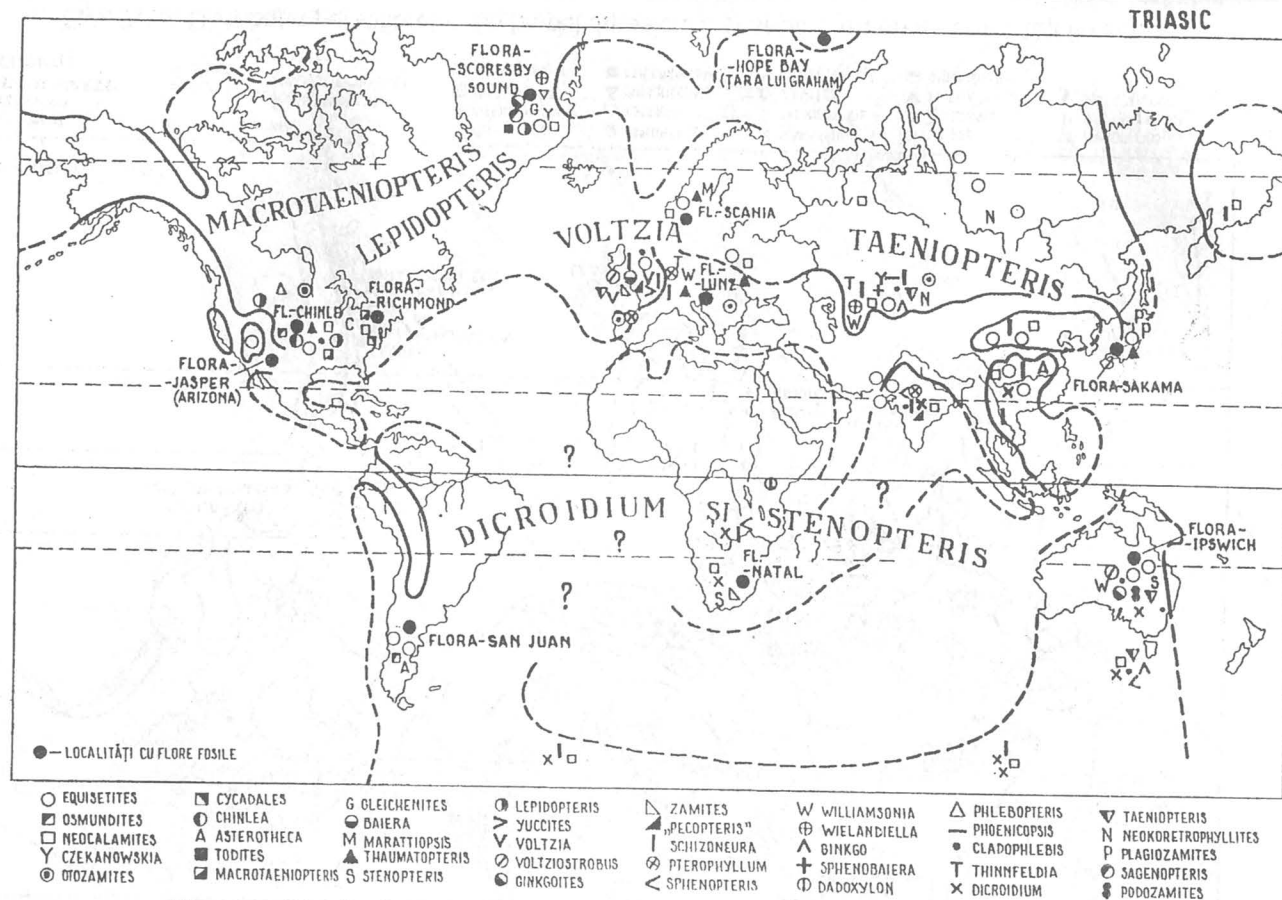 TRIASIC
FLORA-
-SCORESBY
SOUND
FLORA-
-HOPE BAY
(ȚARA LUI GRAHAM)
G
Y
MACROTAENIOPTERIS
LEPIDOPTERIS
M
FL-SCANIA
N
VOLTZIA
TAENIOPTERIS
FL-
-LUNZ
T
W
Y
T
N
W
V
V
A
FLORA-
-RICHMOND
FL-CHINLE
C
P
P
FLORA-
-JASPER
(ARIZONA)
FLORA-SAKAMA
?
?
DICROIDIUM
ȘI
STENOPTERIS
?
FL-
-NATAL
S
?
FLORA-
-IPSWICH
W
S
FLORA-SAN JUAN
A
●—LOCALITĂȚI CU FLORE FOSILE
EQUISETITES
OSMUNDITES
NEOCALAMITES
Y CZEKANOWSKIA
OTOZAMITES
CYCADALES
CHINLEA
A ASTEROTHECA
TODITES
MACROTAENIOPTERIS
G GLEICHENITES
BAIERA
M MARATTIOPSIS
THAUMATOPTERIS
S STENOPTERIS
LEPIDOPTERIS
YUCCITES
V VOLTZIA
VOLTZIOSTROBUS
GINKGOITES
ZAMITES
„PECOPTERIS"
SCHIZONEURA
PTEROPHYLLUM
SPHENOPTERIS
W WILLIAMSONIA
WIELANDIELLA
GINKGO
SPHENOBAIERA
DADOXYLON
PHLEBOPTERIS
PHOENICOPSIS
CLADOPHLEBIS
T THINNFELDIA
DICROIDIUM
TAENIOPTERIS
N NEOKORETROPHYLLITES
P PLAGIOZAMITES
SAGENOPTERIS
PODOZAMITES